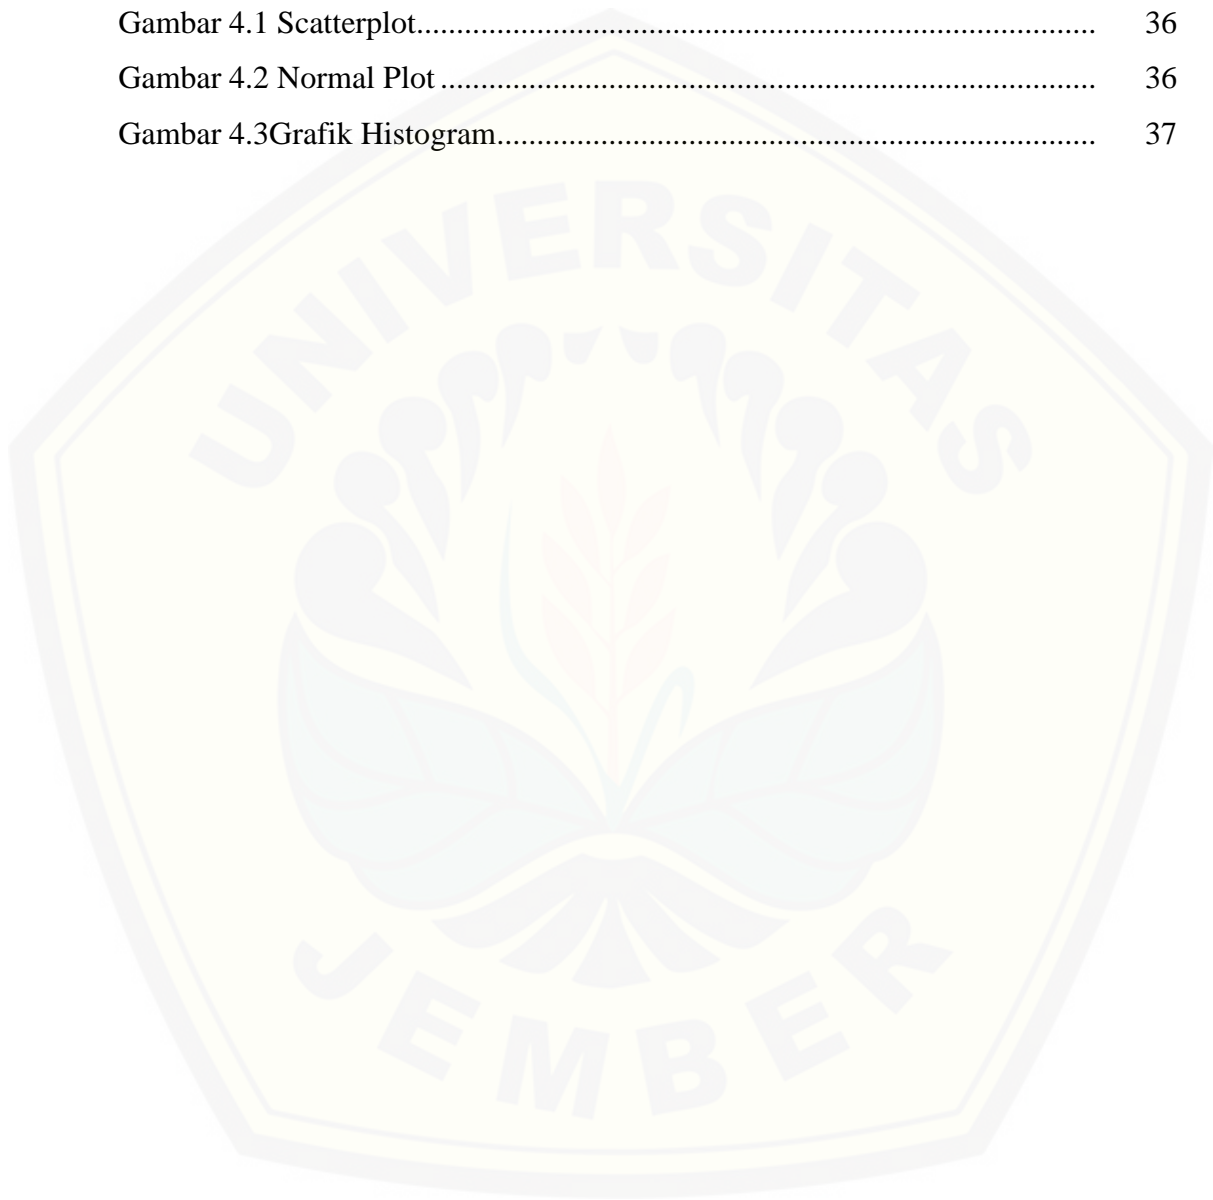 Gambar 4.1 Scatterplot..................................................................................... 36
Gambar 4.2 Normal Plot .................................................................................. 36
Gambar 4.3Grafik Histogram........................................................................... 37
UNIVERSITAS
JEMBER